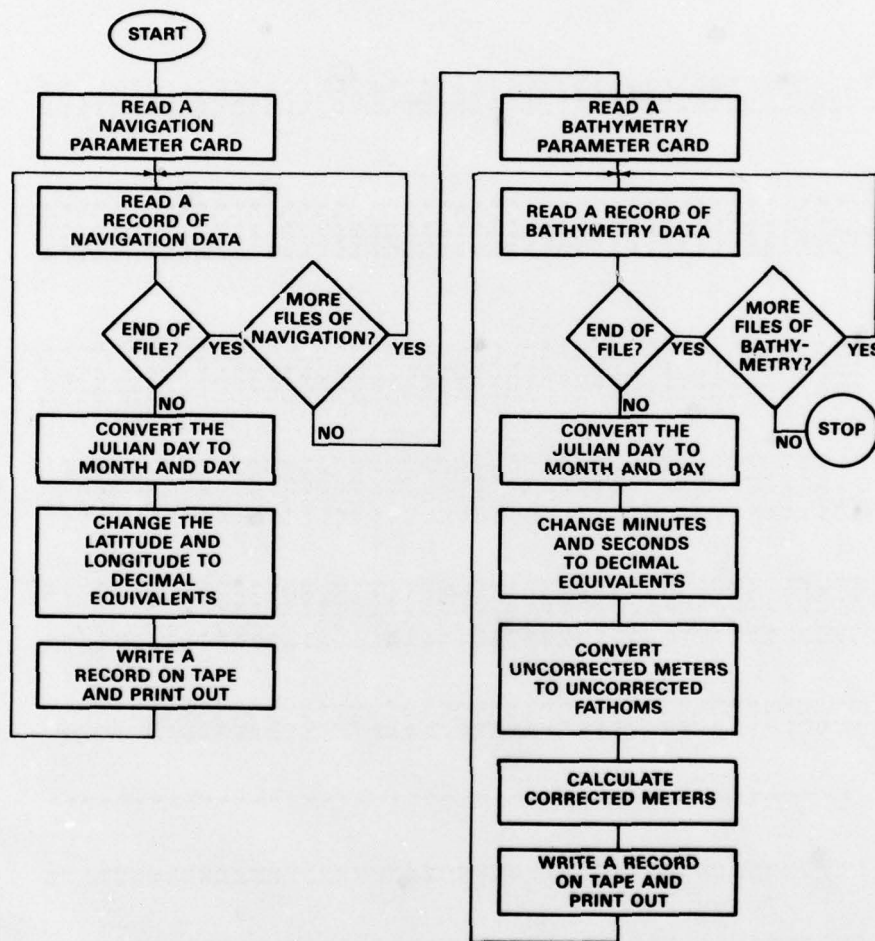 START
READ A
NAVIGATION
PARAMETER CARD
READ A
RECORD OF
NAVIGATION DATA
END OF
FILE?
YES
MORE
FILES OF
NAVIGATION?
YES
NO
NO
CONVERT THE
JULIAN DAY TO
MONTH AND DAY
CHANGE THE
LATITUDE AND
LONGITUDE TO
DECIMAL
EQUIVALENTS
WRITE A
RECORD ON TAPE
AND PRINT OUT
READ A
BATHYMETRY
PARAMETER CARD
READ A RECORD OF
BATHYMETRY DATA
END OF
FILE?
YES
MORE
FILES OF
BATHY-
METRY?
YES
NO
STOP
NO
CONVERT THE
JULIAN DAY TO
MONTH AND DAY
CHANGE MINUTES
AND SECONDS
TO DECIMAL
EQUIVALENTS
CONVERT
UNCORRECTED METERS
TO UNCORRECTED
FATHOMS
CALCULATE
CORRECTED METERS
WRITE A RECORD
ON TAPE AND
PRINT OUT